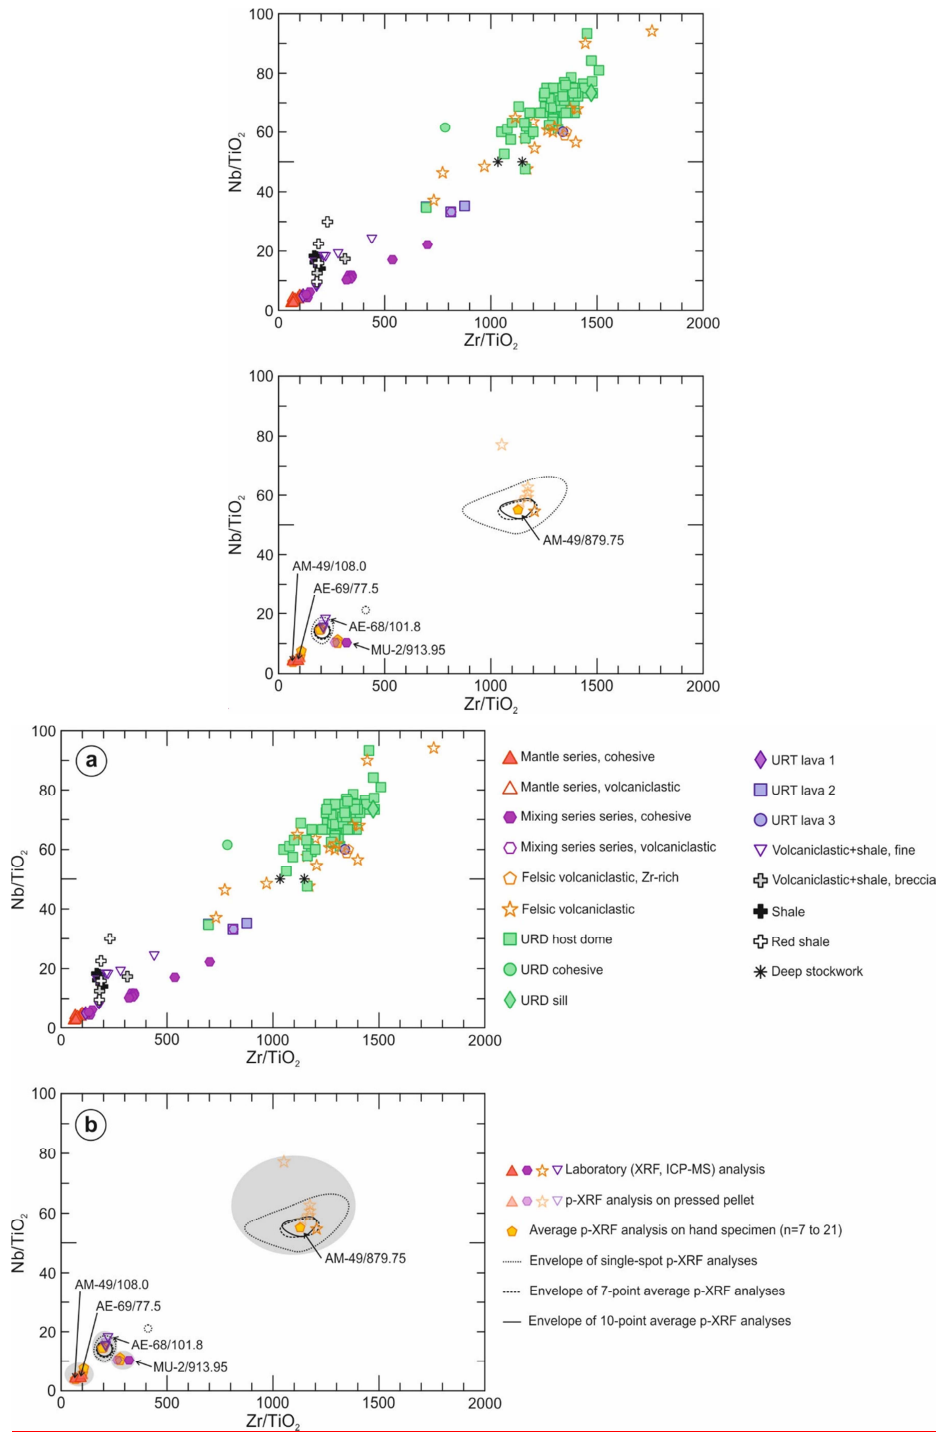 100
80
60
40
20
0
Nb/TiO2
0
500
1000
1500
2000
Zr/TiO2
100
80
60
40
20
0
Nb/TiO2
AM-49/879.75
AM-49/108.0
AE-69/77.5
AE-68/101.8
MU-2/913.95
0
500
1000
1500
2000
Zr/TiO2
a
100
80
60
40
20
0
Nb/TiO2
0
500
1000
1500
2000
Zr/TiO2
Mantle series, cohesive
Mantle series, volcaniclastic
Mixing series series, cohesive
Mixing series series, volcaniclastic
Felsic volcaniclastic, Zr-rich
Felsic volcaniclastic
URD host dome
URD cohesive
URD sill
URT lava 1
URT lava 2
URT lava 3
Volcaniclastic+shale, fine
Volcaniclastic+shale, breccia
Shale
Red shale
Deep stockwork
b
100
80
60
40
20
0
Nb/TiO2
AM-49/879.75
AM-49/108.0
AE-69/77.5
AE-68/101.8
MU-2/913.95
0
500
1000
1500
2000
Zr/TiO2
Laboratory (XRF, ICP-MS) analysis
p-XRF analysis on pressed pellet
Average p-XRF analysis on hand specimen (n=7 to 21)
Envelope of single-spot p-XRF analyses
Envelope of 7-point average p-XRF analyses
Envelope of 10-point average p-XRF analyses